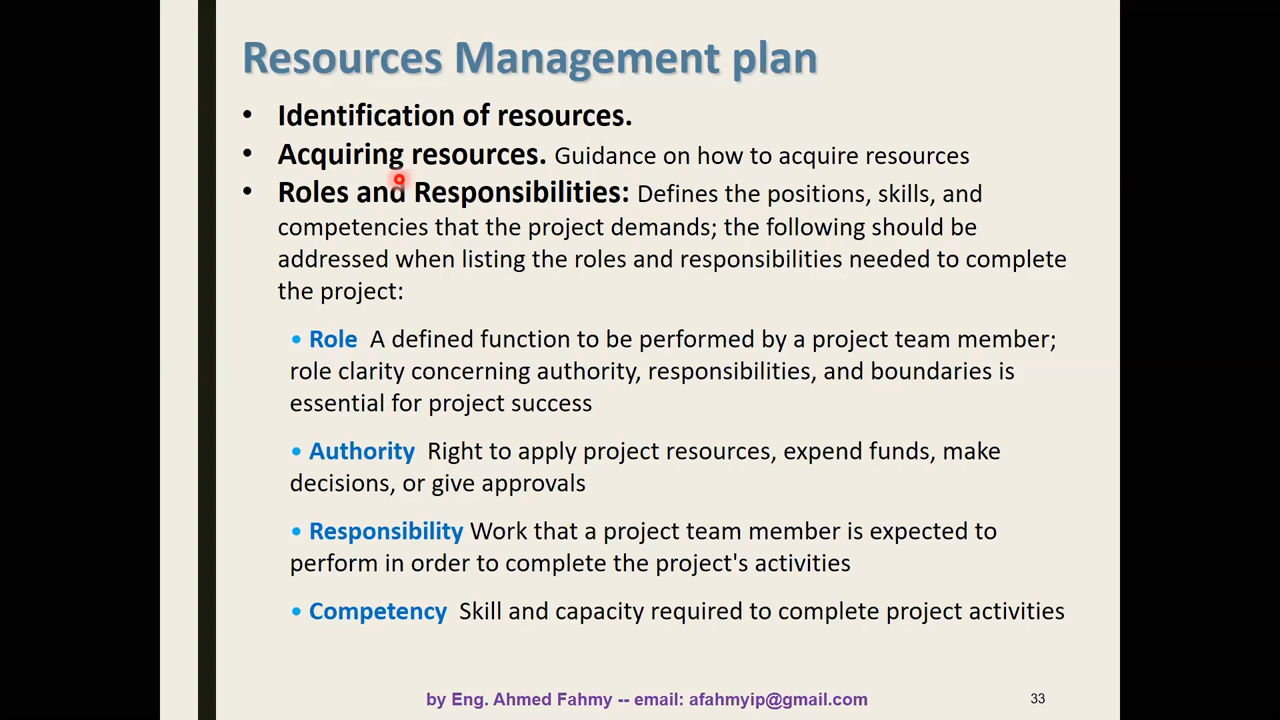 Resources Management plan
• Identification of resources.
• Acquiring resources. Guidance on how to acquire resources
• Roles and Responsibilities: Defines the positions, skills, and
competencies that the project demands; the following should be
addressed when listing the roles and responsibilities needed to complete
the project:
• Role A defined function to be performed by a project team member;
role clarity concerning authority, responsibilities, and boundaries is
essential for project success
• Authority Right to apply project resources, expend funds, make
decisions, or give approvals
• Responsibility Work that a project team member is expected to
perform in order to complete the project's activities
• Competency Skill and capacity required to complete project activities
by Eng. Ahmed Fahmy -- email: afahmyip@gmail.com
33